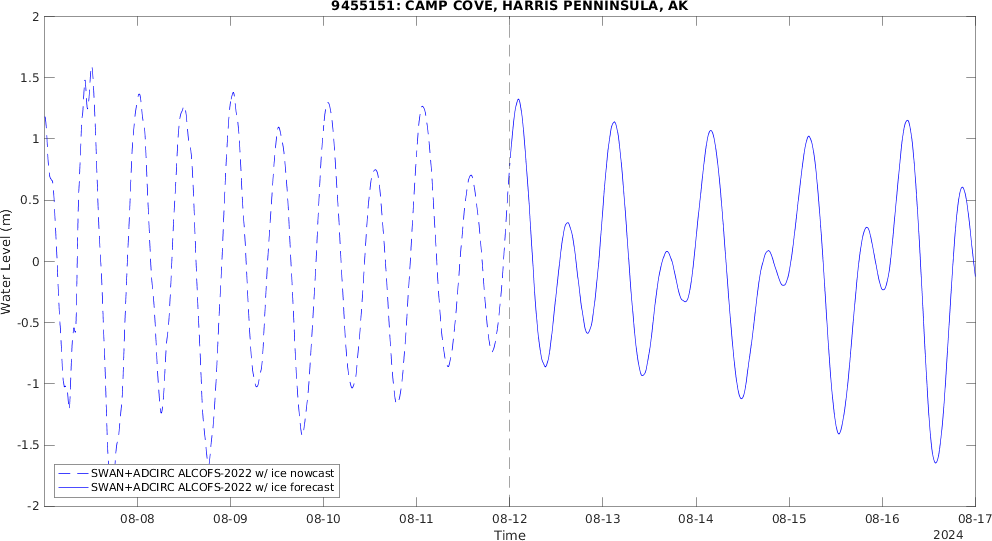 9455151: CAMP COVE, HARRIS PENNINSULA, AK
2
1.5
1
0.5
0
-0.5
-1
-1.5
-2
Water Level (m)
SWAN+ADCIRC ALCOFS-2022 w/ ice nowcast
SWAN+ADCIRC ALCOFS-2022 w/ ice forecast
08-08 08-09 08-10 08-11 08-12 08-13 08-14 08-15 08-16 08-17
Time
2024